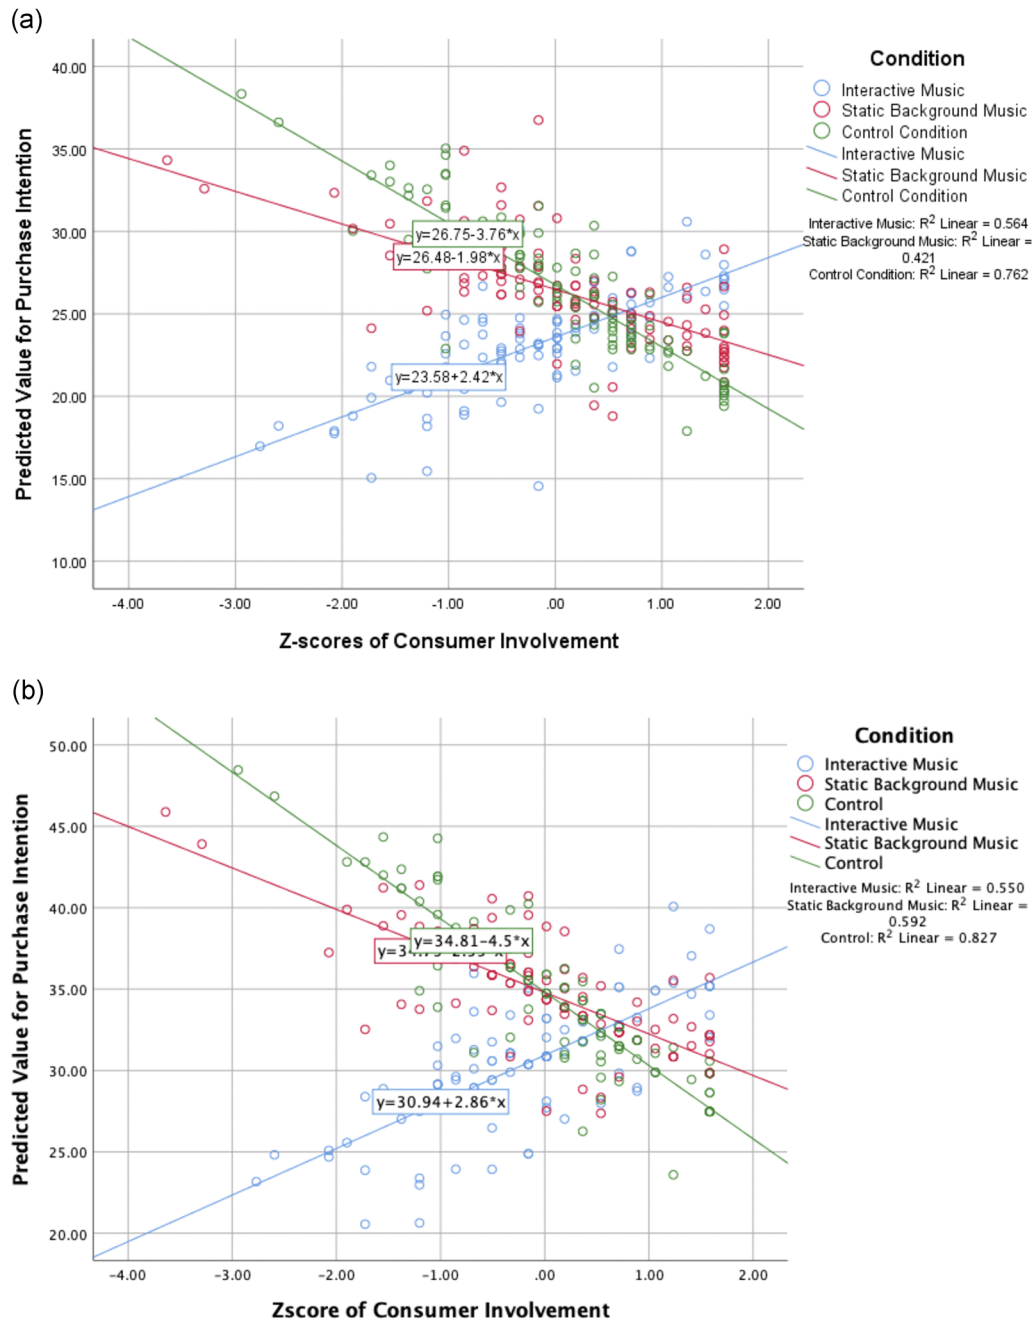 (a)
40.00
35.00
30.00
25.00
20.00
15.00
10.00
Predicted Value for Purchase Intention
y=26.75-3.76*x
y=26.48-1.98*x
y=23.58+2.42*x
-4.00 -3.00 -2.00 -1.00 .00 1.00 2.00
Z-scores of Consumer Involvement
Condition
Interactive Music
Static Background Music
Control Condition
Interactive Music
Static Background Music
Control Condition
Interactive Music: R² Linear = 0.564
Static Background Music: R² Linear =
0.421
Control Condition: R² Linear = 0.762
(b)
50.00
45.00
40.00
35.00
30.00
25.00
20.00
Predicted Value for Purchase Intention
y=34.81-4.5*x
y=30.94+2.86*x
-4.00 -3.00 -2.00 -1.00 .00 1.00 2.00
Zscore of Consumer Involvement
Condition
Interactive Music
Static Background Music
Control
Interactive Music
Static Background Music
Control
Interactive Music: R² Linear = 0.550
Static Background Music: R² Linear =
0.592
Control: R² Linear = 0.827